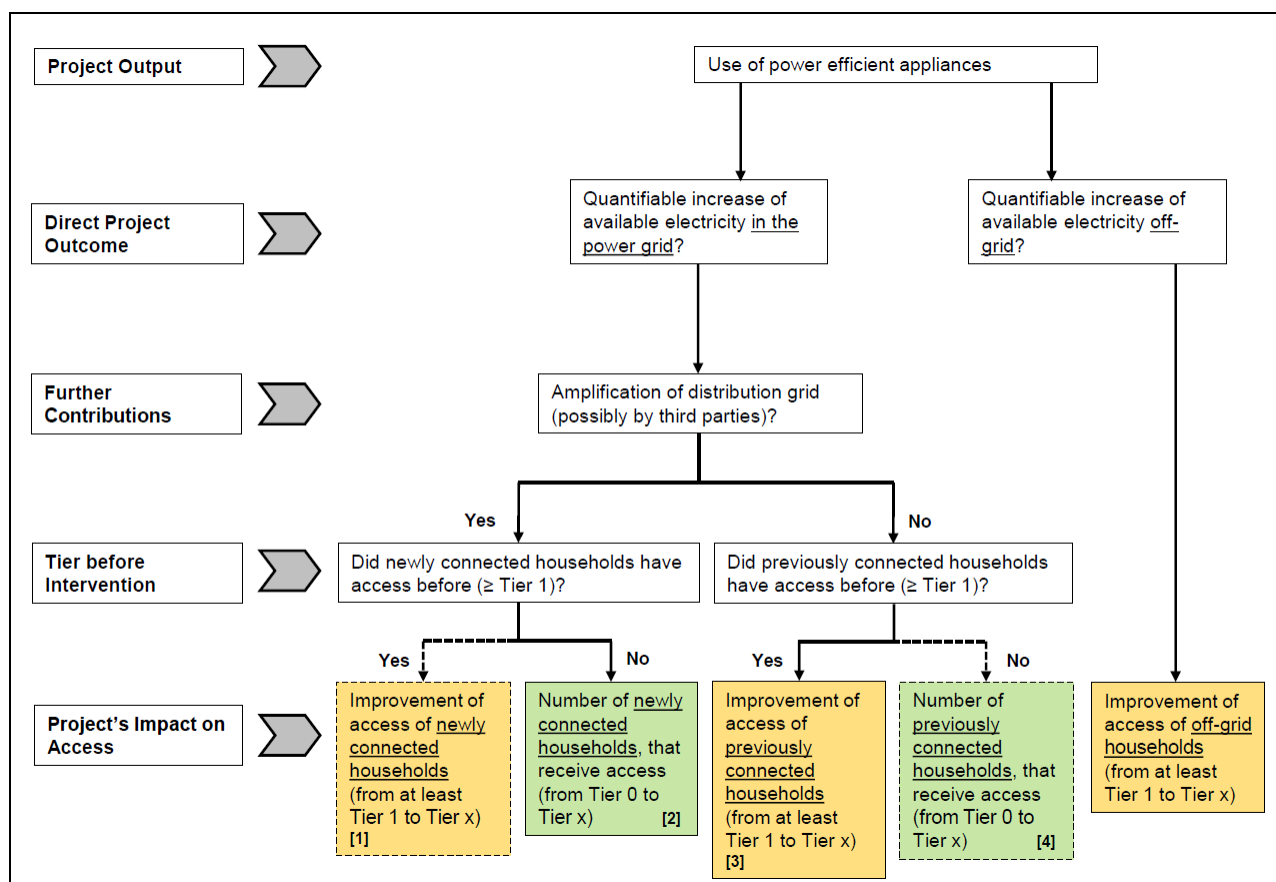 Project Output
Use of power efficient appliances
Direct Project
Outcome
Quantifiable increase of
available electricity in the
power grid?
Quantifiable increase of
available electricity off-
grid?
Further
Contributions
Amplification of distribution grid
(possibly by third parties)?
Yes
No
Tier before
Intervention
Did newly connected households have
access before (≥ Tier 1)?
Did previously connected households
have access before (≥ Tier 1)?
Yes
No
Yes
No
Project's Impact on
Access
Improvement of
access of newly
connected
households
(from at least
Tier 1 to Tier x)
[1]
Number of newly
connected
households, that
receive access
(from Tier 0 to
Tier x) [2]
Improvement of
access of
previously
connected
households
(from at least
Tier 1 to Tier x)
[3]
Number of
previously
connected
households, that
receive access
(from Tier 0 to
Tier x) [4]
Improvement of
access of off-grid
households
(from at least
Tier 1 to Tier x)